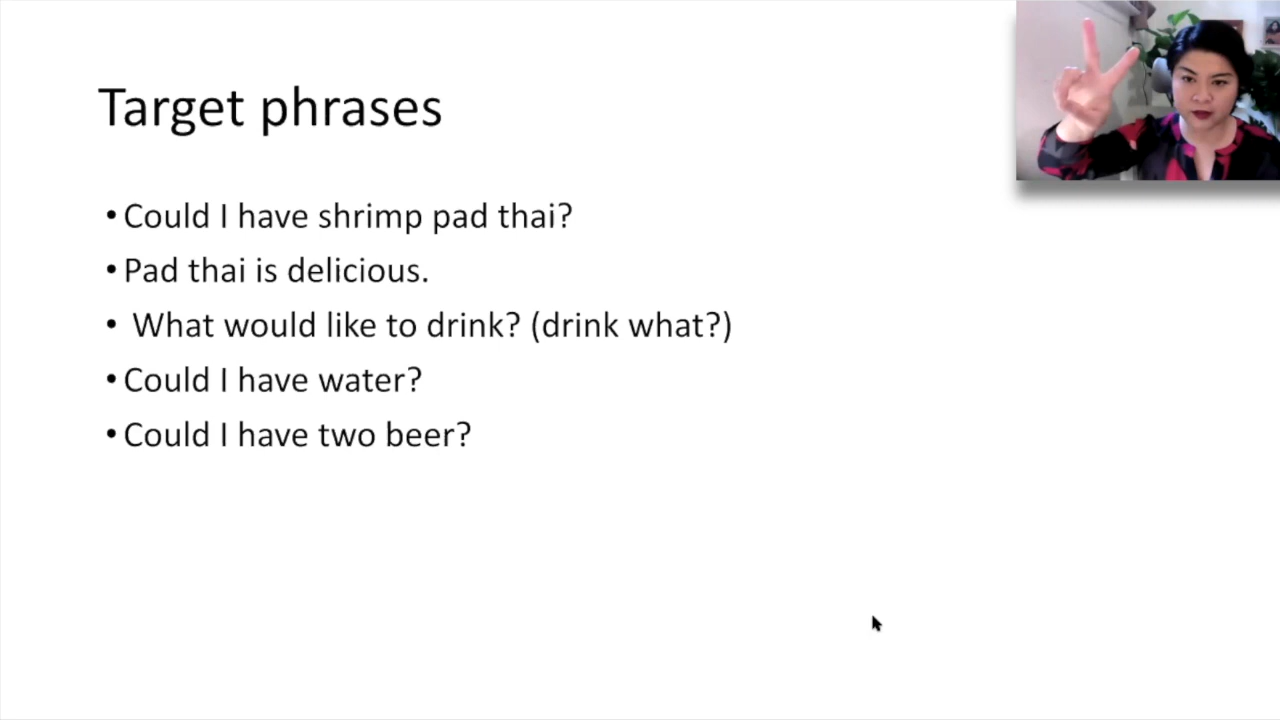 Target phrases
•Could I have shrimp pad thai?
•Pad thai is delicious.
• What would like to drink? (drink what?)
•Could I have water?
•Could I have two beer?